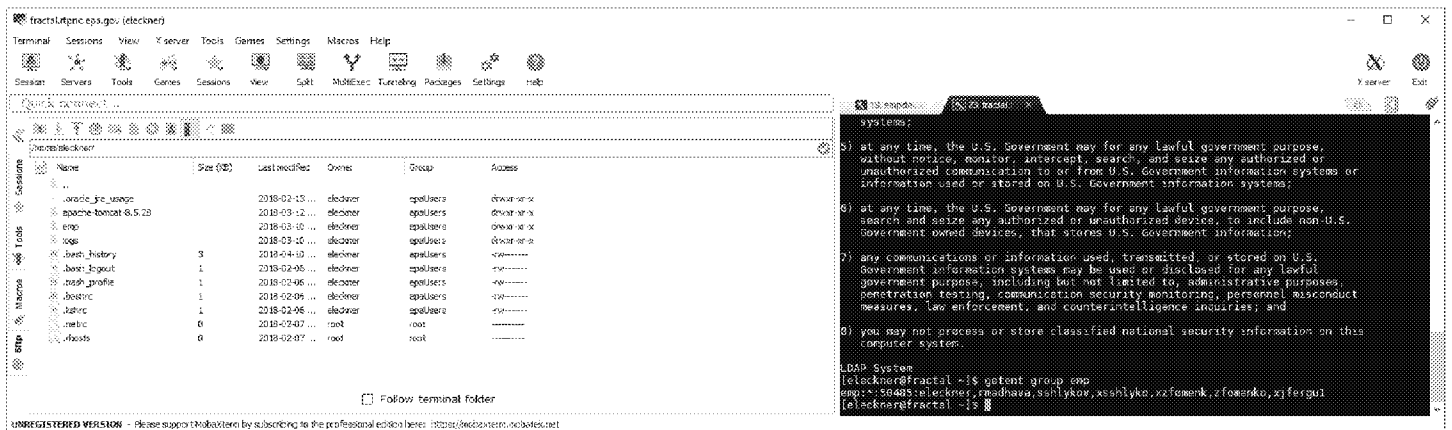 fractal.rtpnc.epa.gov (eleckner)
Terminal Sessions View X server Tools Games Settings Macros Help
Session Servers Tools Games Sessions View Split MultiExec Tunneling Packages Settings Help
X server Exit
Quick connect ...
23. fractal
/home/eleckner/
Name Size (KB) Last modified Owner Group Access
..
.oracle_jre_usage 2018-02-13 ... eleckner epaUsers drwxr-xr-x
apache-tomcat-8.5.28 2018-03-12 ... eleckner epaUsers drwxr-xr-x
emp 2018-03-10 ... eleckner epaUsers drwxr-xr-x
logs 2018-03-10 ... eleckner epaUsers drwxr-xr-x
.bash_history 3 2018-04-10 ... eleckner epaUsers -rw-------
.bash_logout 1 2018-02-06 ... eleckner epaUsers -rw-------
.bash_profile 1 2018-02-06 ... eleckner epaUsers -rw-------
.bashrc 1 2018-02-06 ... eleckner epaUsers -rw-------
.kshrc 1 2018-02-06 ... eleckner epaUsers -rw-------
.netrc 0 2018-02-07 ... root root ----------
.rhosts 0 2018-02-07 ... root root ----------
Sessions
Tools
Macros
Sftp
Follow terminal folder
UNREGISTERED VERSION - Please support MobaXterm by subscribing to the professional edition here: https://mobaxterm.mobatek.net
systems;
5) at any time, the U.S. Government may for any lawful government purpose,
without notice, monitor, intercept, search, and seize any authorized or
unauthorized communication to or from U.S. Government information systems or
information used or stored on U.S. Government information systems;
6) at any time, the U.S. Government may for any lawful government purpose,
search and seize any authorized or unauthorized device, to include non-U.S.
Government owned devices, that stores U.S. Government information;
7) any communications or information used, transmitted, or stored on U.S.
Government information systems may be used or disclosed for any lawful
government purpose, including but not limited to, administrative purposes,
penetration testing, communication security monitoring, personnel misconduct
measures, law enforcement, and counterintelligence inquiries; and
8) you may not process or store classified national security information on this
computer system.
LDAP System
[eleckner@fractal ~]$ getent group emp
emp:*:50485:eleckner,rmadhava,sshlykov,xsshlyko,xzfomenk,zfomenko,xjfergu1
[eleckner@fractal ~]$